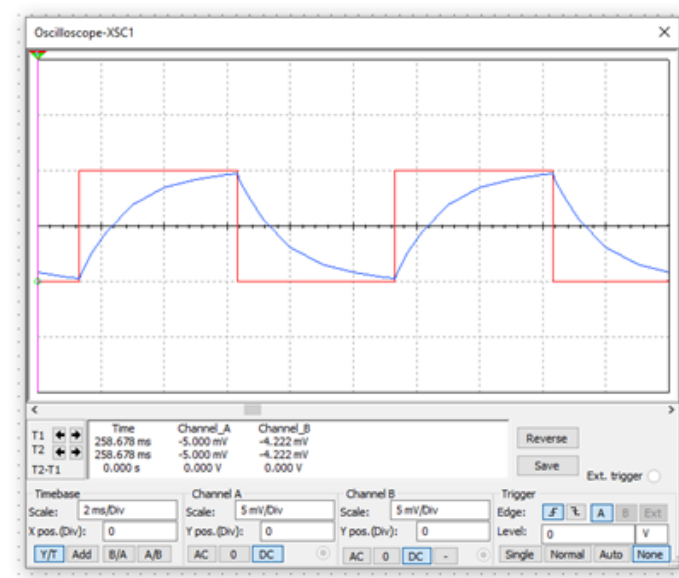 Oscilloscope-XSC1
Time Channel_A Channel_B
T1 258.678 ms -5.000 mV -4.222 mV
T2 258.678 ms -5.000 mV -4.222 mV
T2-T1 0.000 s 0.000 V 0.000 V
Reverse
Save
Ext. trigger
Timebase Channel A Channel B Trigger
Scale: 2 ms/Div Scale: 5 mV/Div Scale: 5 mV/Div Edge: A B Ext
X pos.(Div): 0 Y pos.(Div): 0 Y pos.(Div): 0 Level: 0 V
Y/T Add B/A A/B AC 0 DC AC 0 DC - Single Normal Auto None